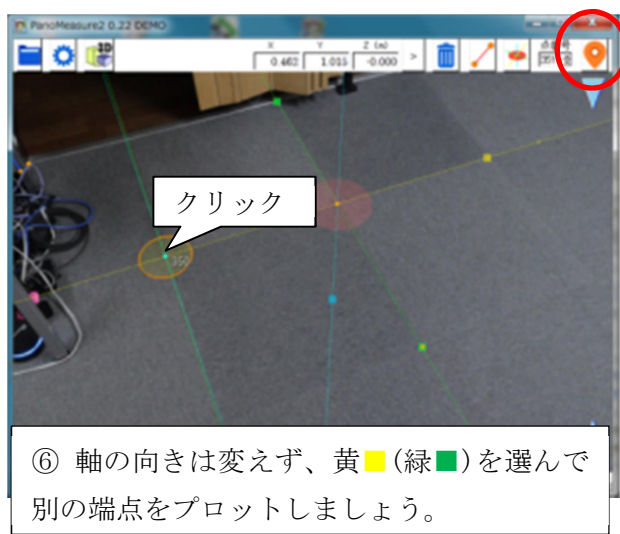 PanoMeasure2 0.22 DEMO
X Y Z (m)
3D 0.462 1.015 -0.000 >
クリック
350
⑥ 軸の向きは変えず、黄■(緑■)を選んで
別の端点をプロットしましょう。